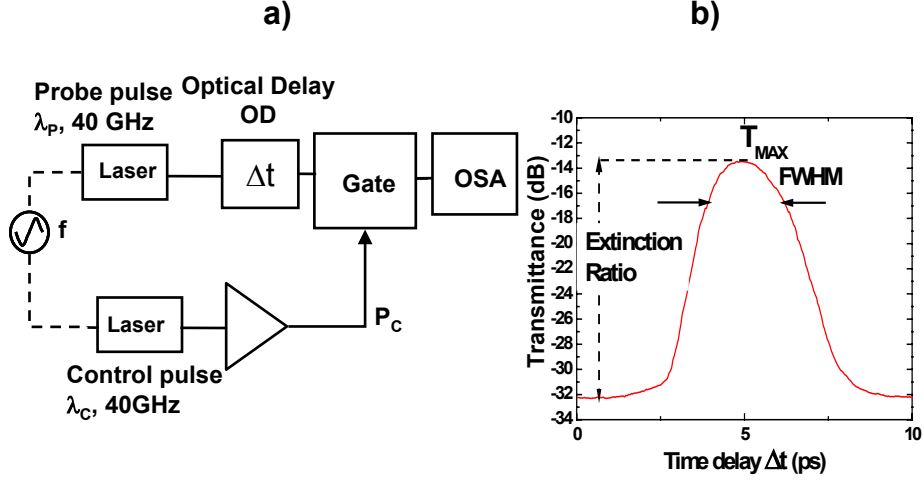 a)
Probe pulse
λP, 40 GHz
Optical Delay
OD
Laser
Δt
Gate
OSA
f
Laser
PC
Control pulse
λC, 40GHz
b)
Transmittance (dB)
-10
-12
-14
-16
-18
-20
-22
-24
-26
-28
-30
-32
-34
TMAX
FWHM
Extinction
Ratio
0
5
10
Time delay Δt (ps)